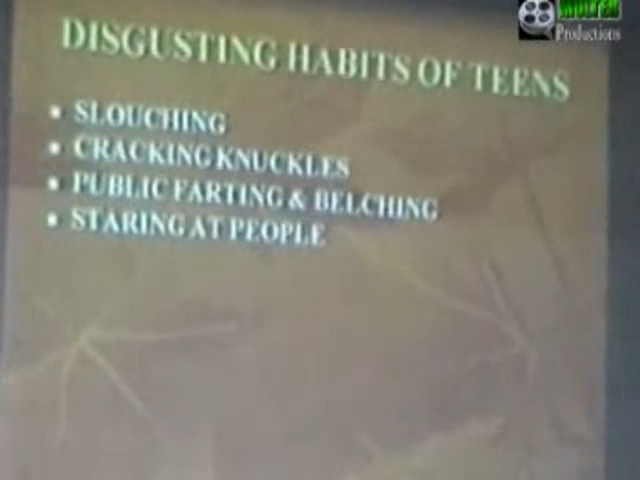 DISGUSTING HABITS OF TEENS
• SLOUCHING
• CRACKING KNUCKLES
• PUBLIC FARTING & BELCHING
• STARING AT PEOPLE
Productions